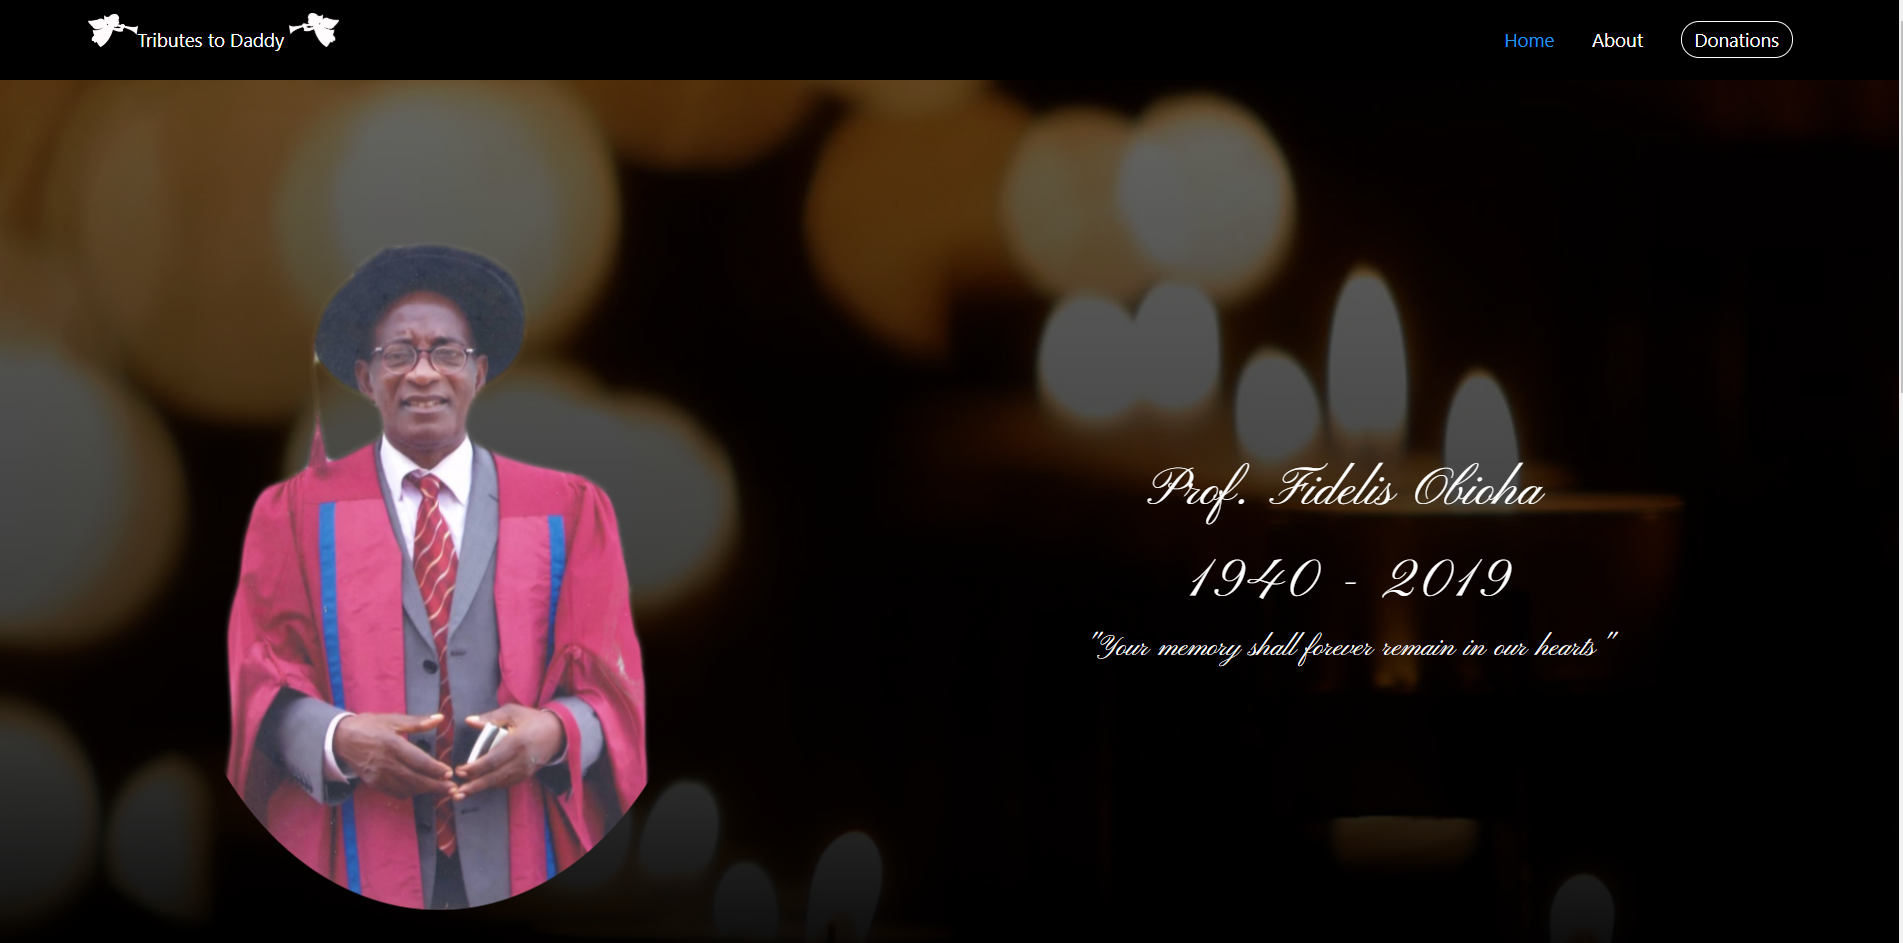 Tributes to Daddy
Home About Donations
Prof. Fidelis Obioha
1940 - 2019
"Your memory shall forever remain in our hearts"